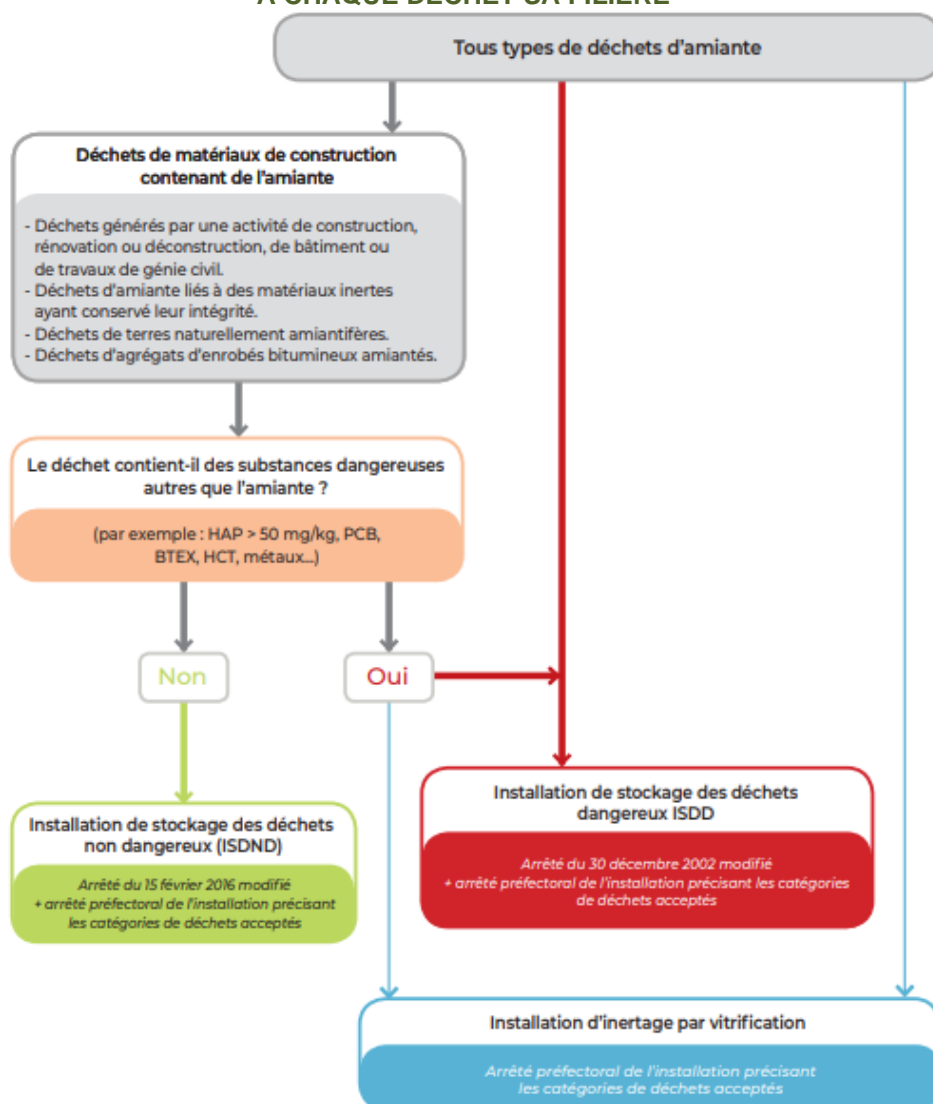 À CHAQUE DÉCHET SA FILIÈRE
Tous types de déchets d'amiante
Déchets de matériaux de construction
contenant de l'amiante
- Déchets générés par une activité de construction,
rénovation ou déconstruction, de bâtiment ou
de travaux de génie civil.
- Déchets d'amiante liés à des matériaux inertes
ayant conservé leur intégrité.
- Déchets de terres naturellement amiantifères.
- Déchets d'agrégats d'enrobés bitumineux amiantés.
Le déchet contient-il des substances dangereuses
autres que l'amiante ?
(par exemple : HAP > 50 mg/kg, PCB,
BTEX, HCT, métaux...)
Non
Oui
Installation de stockage des déchets
non dangereux (ISDND)
Arrêté du 15 février 2016 modifié
+ arrêté préfectoral de l'installation précisant
les catégories de déchets acceptés
Installation de stockage des déchets
dangereux ISDD
Arrêté du 30 décembre 2002 modifié
+ arrêté préfectoral de l'installation précisant les catégories
de déchets acceptés
Installation d'inertage par vitrification
Arrêté préfectoral de l'installation précisant
les catégories de déchets acceptés